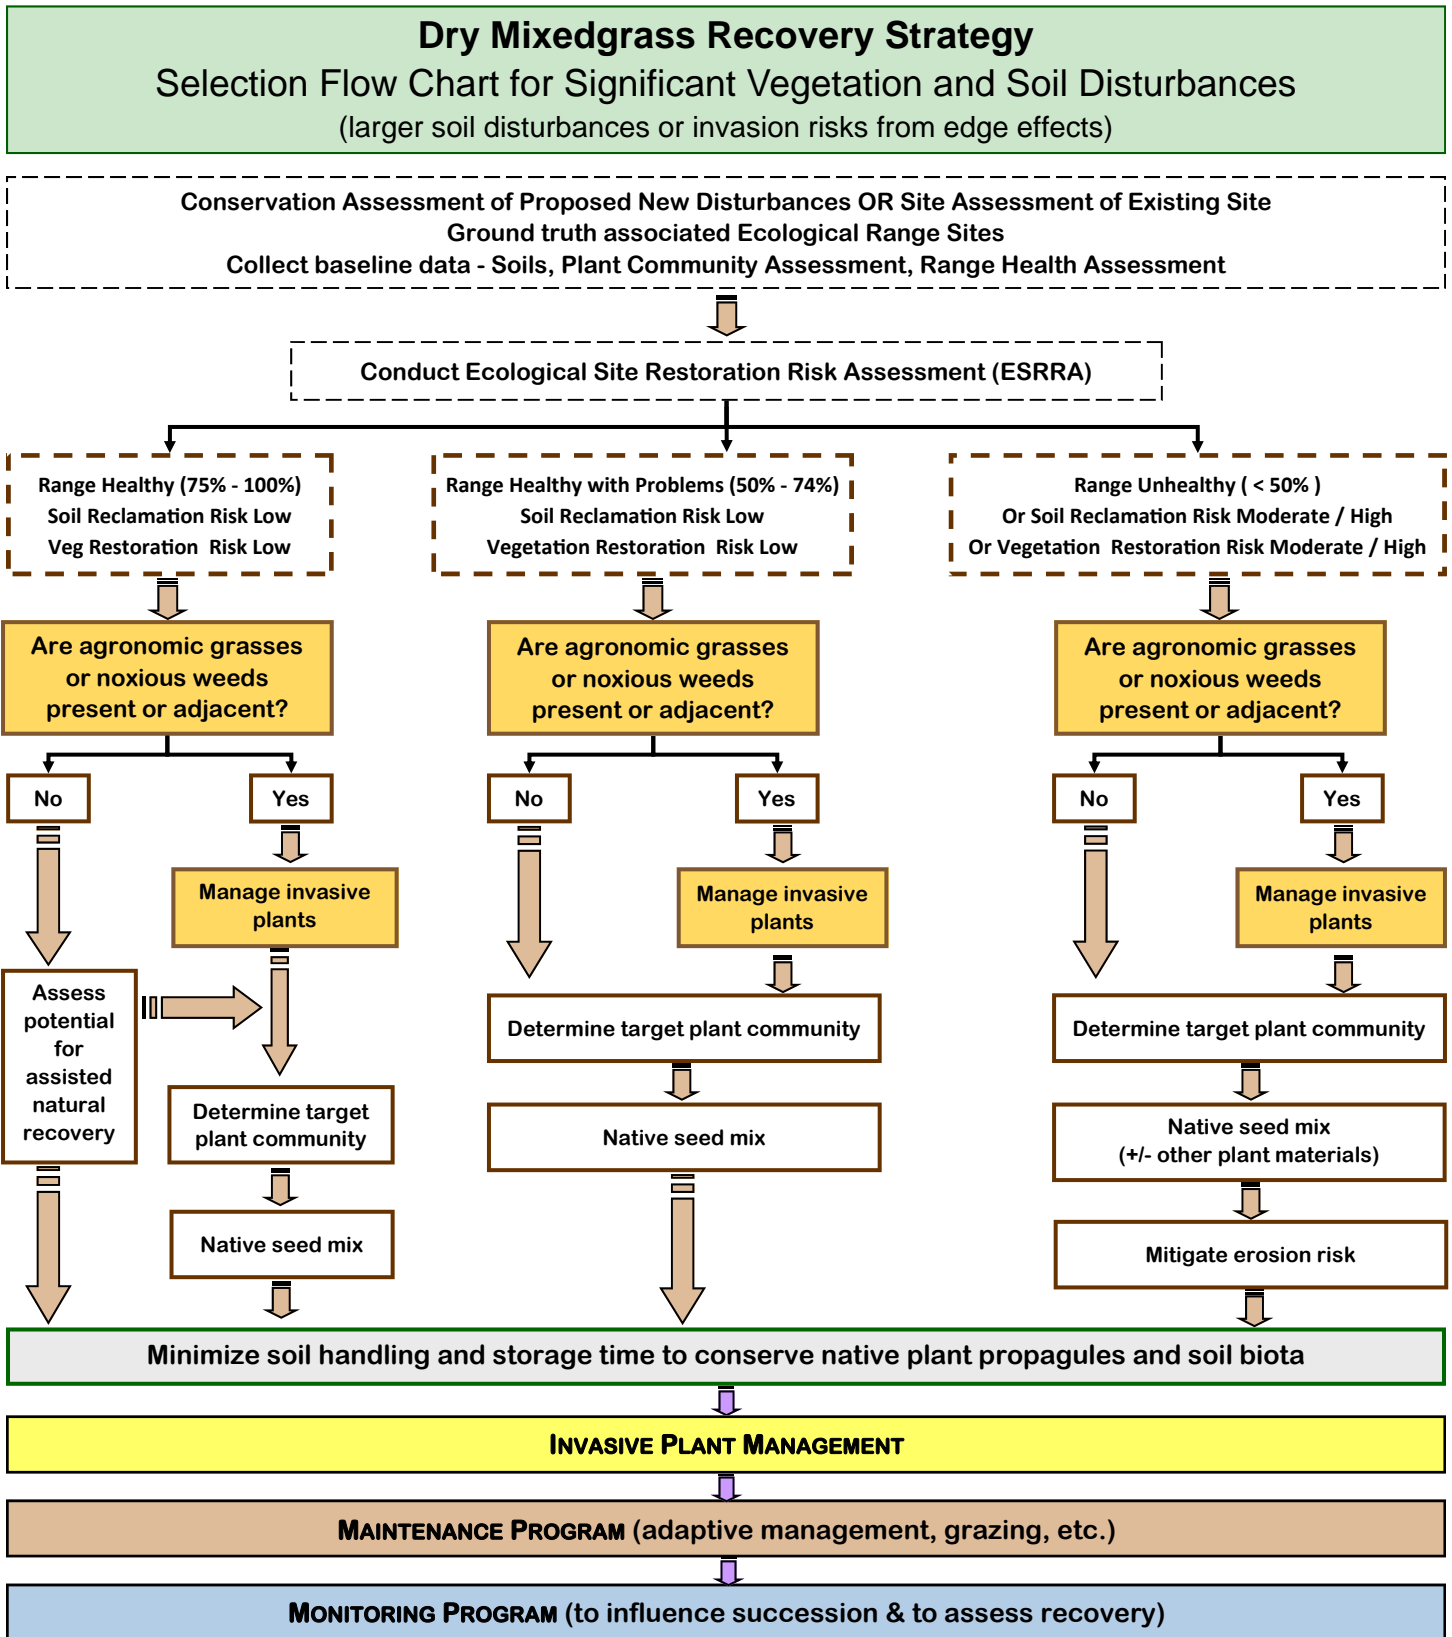 Dry Mixedgrass Recovery Strategy
Selection Flow Chart for Significant Vegetation and Soil Disturbances
(larger soil disturbances or invasion risks from edge effects)
Conservation Assessment of Proposed New Disturbances OR Site Assessment of Existing Site
Ground truth associated Ecological Range Sites
Collect baseline data - Soils, Plant Community Assessment, Range Health Assessment
Conduct Ecological Site Restoration Risk Assessment (ESRRA)
Range Healthy (75% - 100%)
Soil Reclamation Risk Low
Veg Restoration Risk Low
Range Healthy with Problems (50% - 74%)
Soil Reclamation Risk Low
Vegetation Restoration Risk Low
Range Unhealthy ( < 50% )
Or Soil Reclamation Risk Moderate / High
Or Vegetation Restoration Risk Moderate / High
Are agronomic grasses
or noxious weeds
present or adjacent?
Are agronomic grasses
or noxious weeds
present or adjacent?
Are agronomic grasses
or noxious weeds
present or adjacent?
No
Yes
No
Yes
No
Yes
Manage invasive
plants
Manage invasive
plants
Manage invasive
plants
Assess
potential
for
assisted
natural
recovery
Determine target
plant community
Native seed mix
Determine target plant community
Native seed mix
Determine target plant community
Native seed mix
(+/- other plant materials)
Mitigate erosion risk
Minimize soil handling and storage time to conserve native plant propagules and soil biota
INVASIVE PLANT MANAGEMENT
MAINTENANCE PROGRAM (adaptive management, grazing, etc.)
MONITORING PROGRAM (to influence succession & to assess recovery)